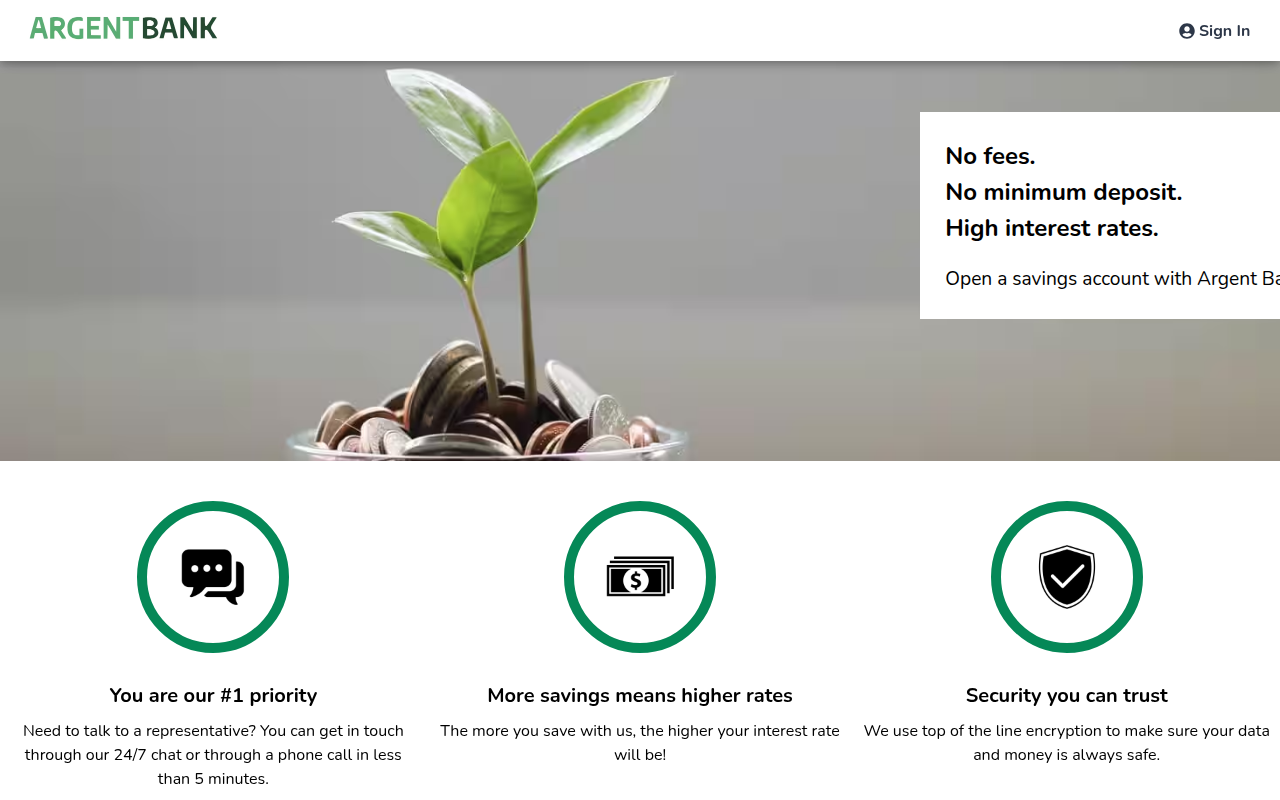 ARGENTBANK
Sign In
No fees.
No minimum deposit.
High interest rates.
Open a savings account with Argent
You are our #1 priority
Need to talk to a representative? You can get in touch
through our 24/7 chat or through a phone call in less
than 5 minutes.
More savings means higher rates
The more you save with us, the higher your interest rate
will be!
Security you can trust
We use top of the line encryption to make sure your data
and money is always safe.